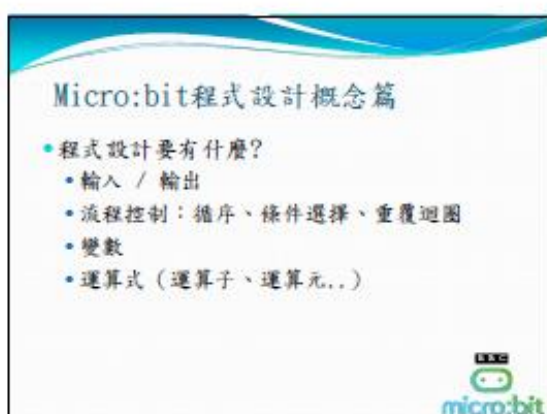 Micro:bit程式設計概念篇
•程式設計要有什麼?
•輸入 / 輸出
•流程控制：循序、條件選擇、重覆迴圈
•變數
•運算式（運算子、運算元..）
BBC
micro:bit